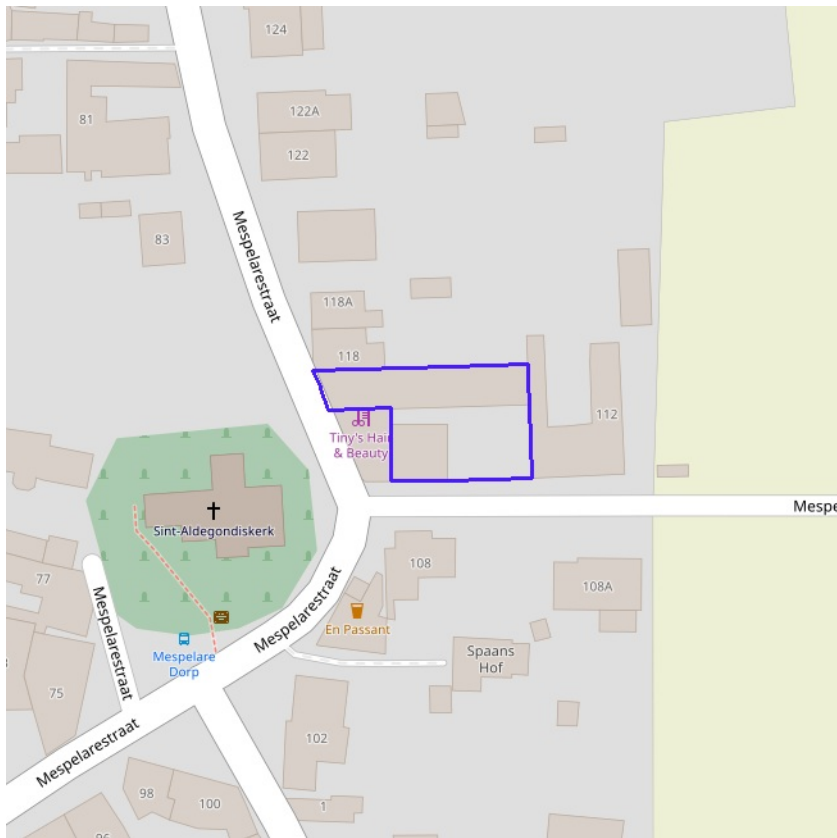 124
122A
81
122
Mespelarestraat
83
118A
118
Tiny's Hair
& Beauty
112
Sint-Aldegondiskerk
Mespe
108
77
Mespelarestraat
Mespelarestraat
108A
En Passant
Mespelare
Dorp
Spaans
Hof
75
Mespelarestraat
102
98
100
1